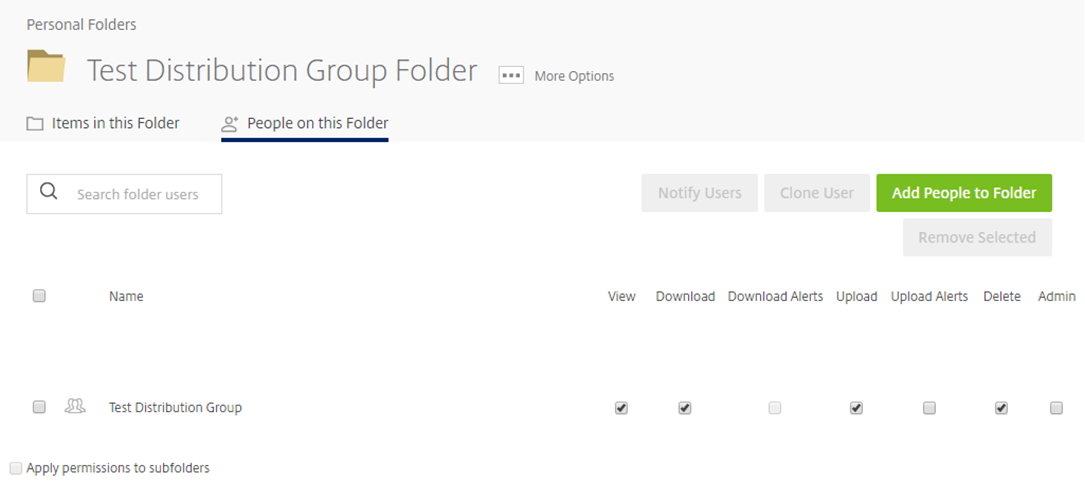 Personal Folders
Test Distribution Group Folder
More Options
Items in this Folder
People on this Folder
Search folder users
Notify Users
Clone User
Add People to Folder
Remove Selected
Name
View
Download
Download Alerts
Upload
Upload Alerts
Delete
Admin
Test Distribution Group
Apply permissions to subfolders